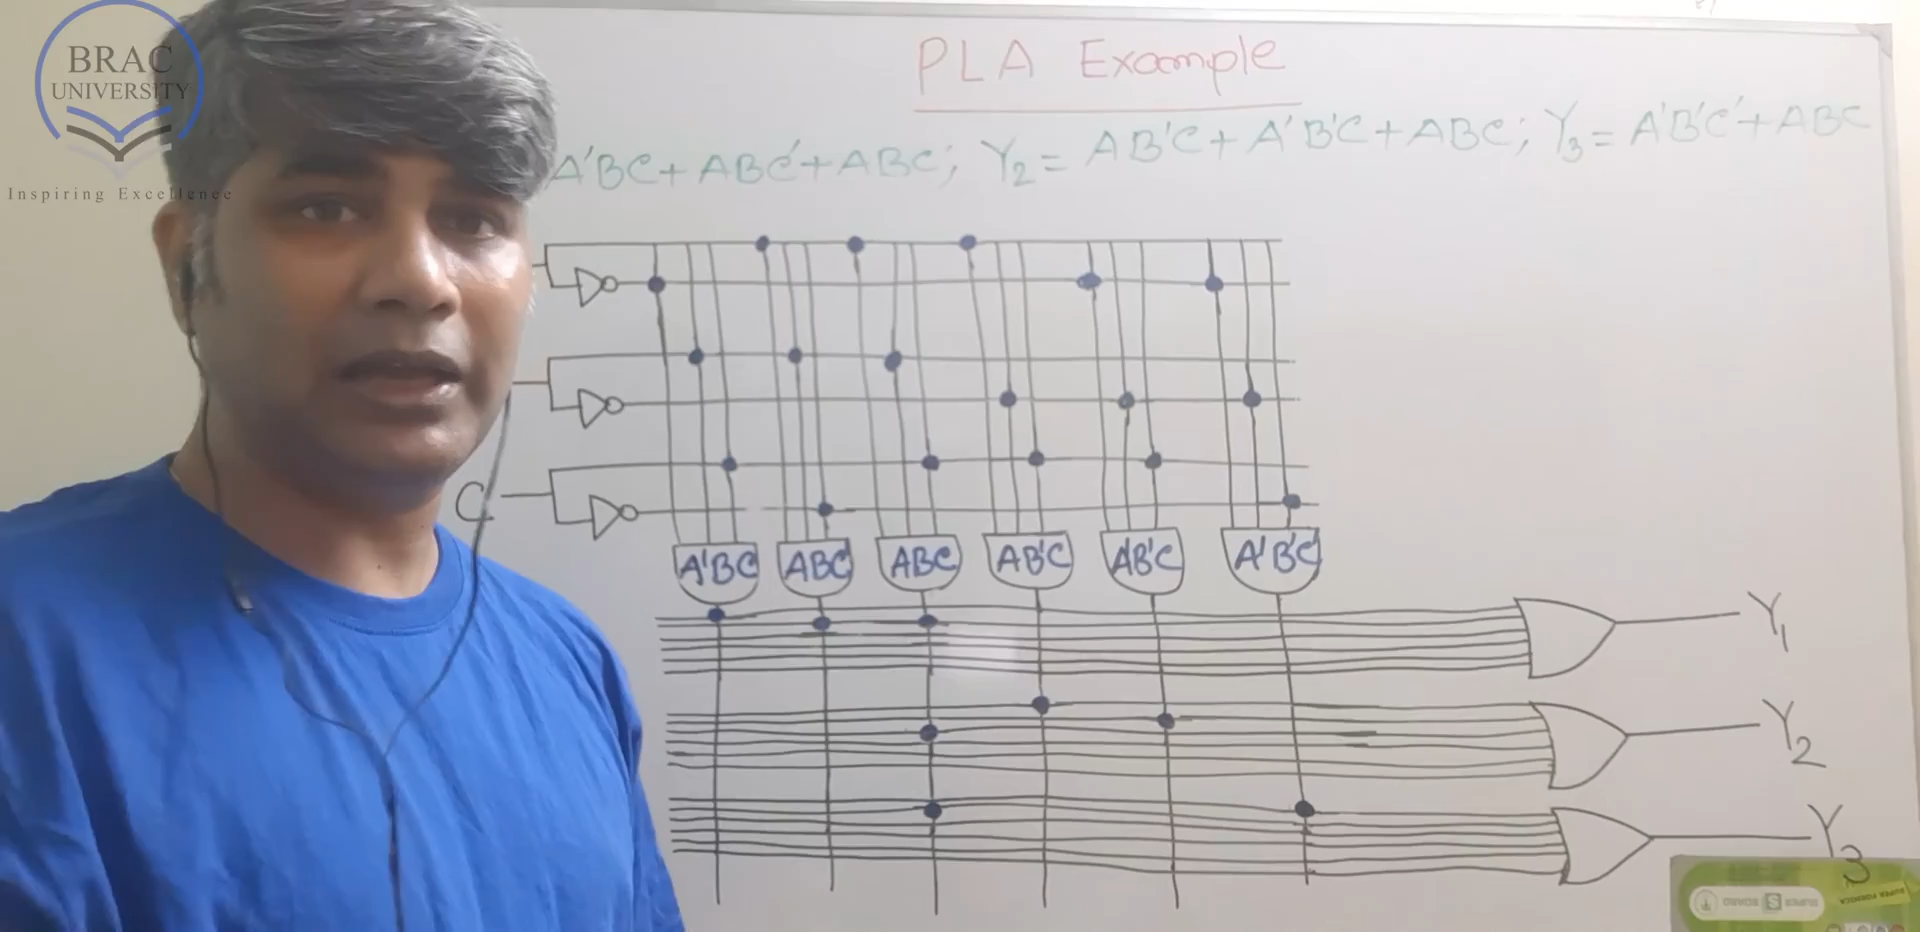 BRAC
UNIVERSITY
Inspiring Excellence
PLA Example
A'BC + ABC' + ABC; Y2 = AB'C + A'B'C + ABC; Y3 = A'B'C' + ABC
C
A'BC ABC' ABC AB'C A'B'C A'B'C'
Y1
Y2
Y3